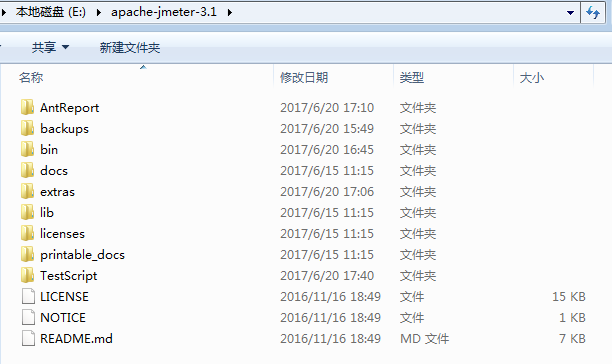 本地磁盘 (E:) ▸ apache-jmeter-3.1 ▸
共享 新建文件夹
名称 修改日期 类型 大小
AntReport 2017/6/20 17:10 文件夹
backups 2017/6/20 15:49 文件夹
bin 2017/6/20 16:45 文件夹
docs 2017/6/15 11:15 文件夹
extras 2017/6/20 17:06 文件夹
lib 2017/6/15 11:15 文件夹
licenses 2017/6/15 11:15 文件夹
printable_docs 2017/6/15 11:15 文件夹
TestScript 2017/6/20 17:40 文件夹
LICENSE 2016/11/16 18:49 文件 15 KB
NOTICE 2016/11/16 18:49 文件 1 KB
README.md 2016/11/16 18:49 MD 文件 7 KB